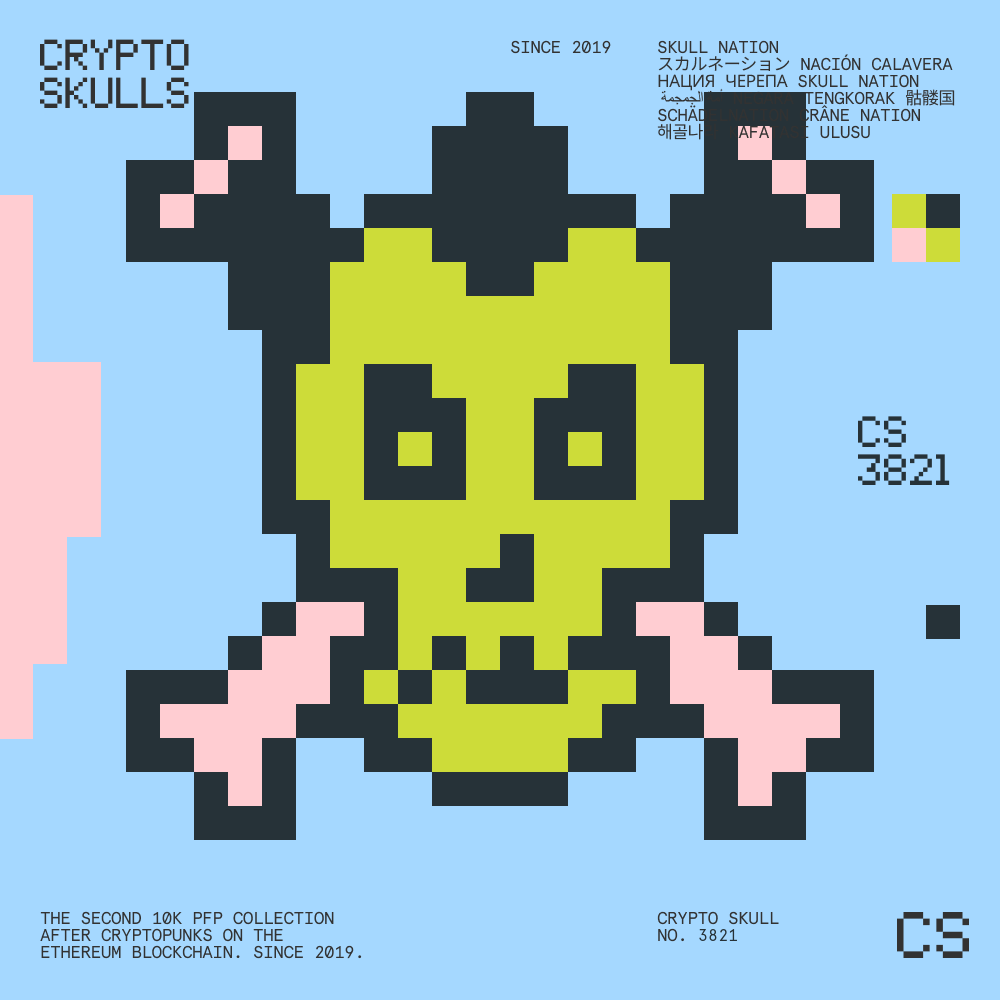 CRYPTO
SKULLS
SINCE 2019
SKULL NATION
スカルネーション NACIÓN CALAVERA
НАЦИЯ ЧЕРЕПА SKULL NATION
الجمجمة TENGKORAK 骷髅国
CRÂNE NATION
해골나 ULUSU
CS
3821
THE SECOND 10K PFP COLLECTION
AFTER CRYPTOPUNKS ON THE
ETHEREUM BLOCKCHAIN. SINCE 2019.
CRYPTO SKULL
NO. 3821
CS